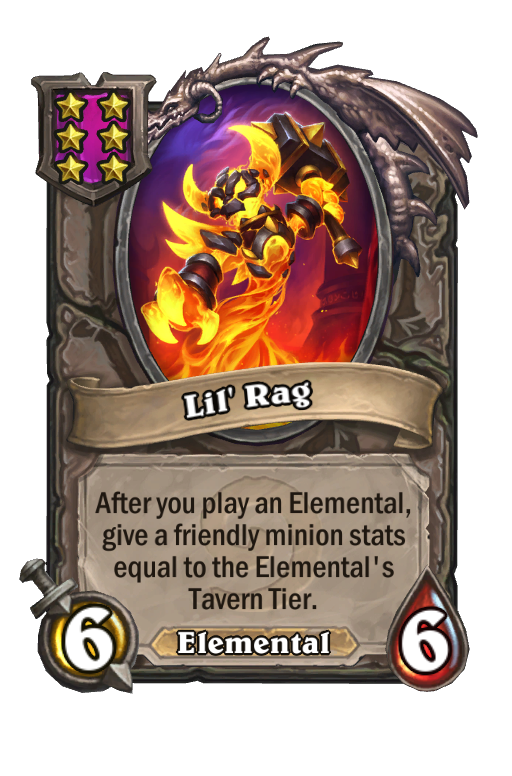 Lil' Rag
After you play an Elemental,
give a friendly minion stats
equal to the Elemental's
Tavern Tier.
6
Elemental
6